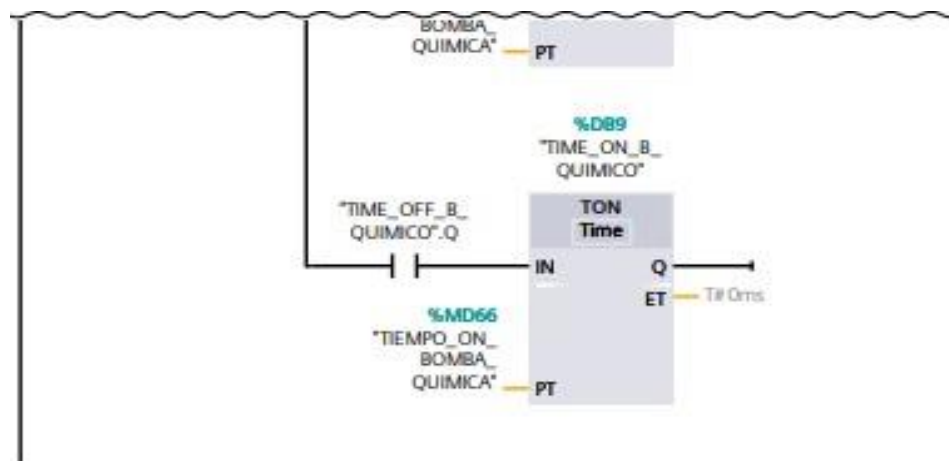 BOMBA_
QUIMICA"
PT
%DB9
"TIME_ON_B_
QUIMICO"
"TIME_OFF_B_
QUIMICO".Q
TON
Time
IN
Q
ET
T#0ms
%MD66
"TIEMPO_ON_
BOMBA_
QUIMICA"
PT